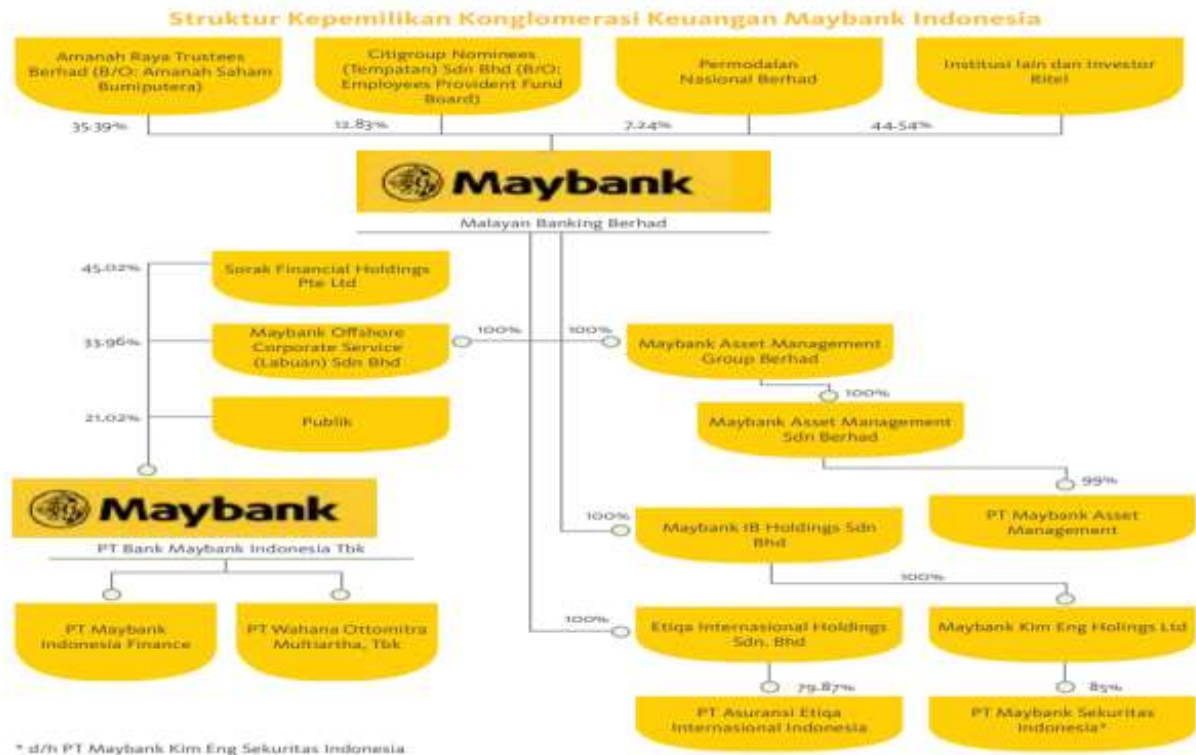 Struktur Kepemilikan Konglomerasi Keuangan Maybank Indonesia
Amanah Raya Trustees
Berhad (B/O: Amanah Saham
Bumiputera)
Citigroup Nominees
(Tempatan) Sdn Bhd (B/O:
Employees Provident Fund
Board)
Permodalan
Nasional Berhad
Institusi lain dan Investor
Ritel
35.39%
12.83%
7.24%
44.54%
Maybank
Malayan Banking Berhad
45.02%
Sorak Financial Holdings
Pte Ltd
33.96%
Maybank Offshore
Corporate Service
(Labuan) Sdn Bhd
100%
100%
Maybank Asset Management
Group Berhad
100%
21.02%
Publik
Maybank Asset Management
Sdn Berhad
99%
PT Maybank Asset
Management
Maybank
PT Bank Maybank Indonesia Tbk
100%
Maybank IB Holdings Sdn
Bhd
100%
PT Maybank
Indonesia Finance
PT Wahana Ottomitra
Multiartha, Tbk
100%
Etiqa Internasional Holdings
Sdn. Bhd
Maybank Kim Eng Holings Ltd
79.87%
85%
PT Asuransi Etiqa
Internasional Indonesia
PT Maybank Sekuritas
Indonesia*
* d/h PT Maybank Kim Eng Sekuritas Indonesia